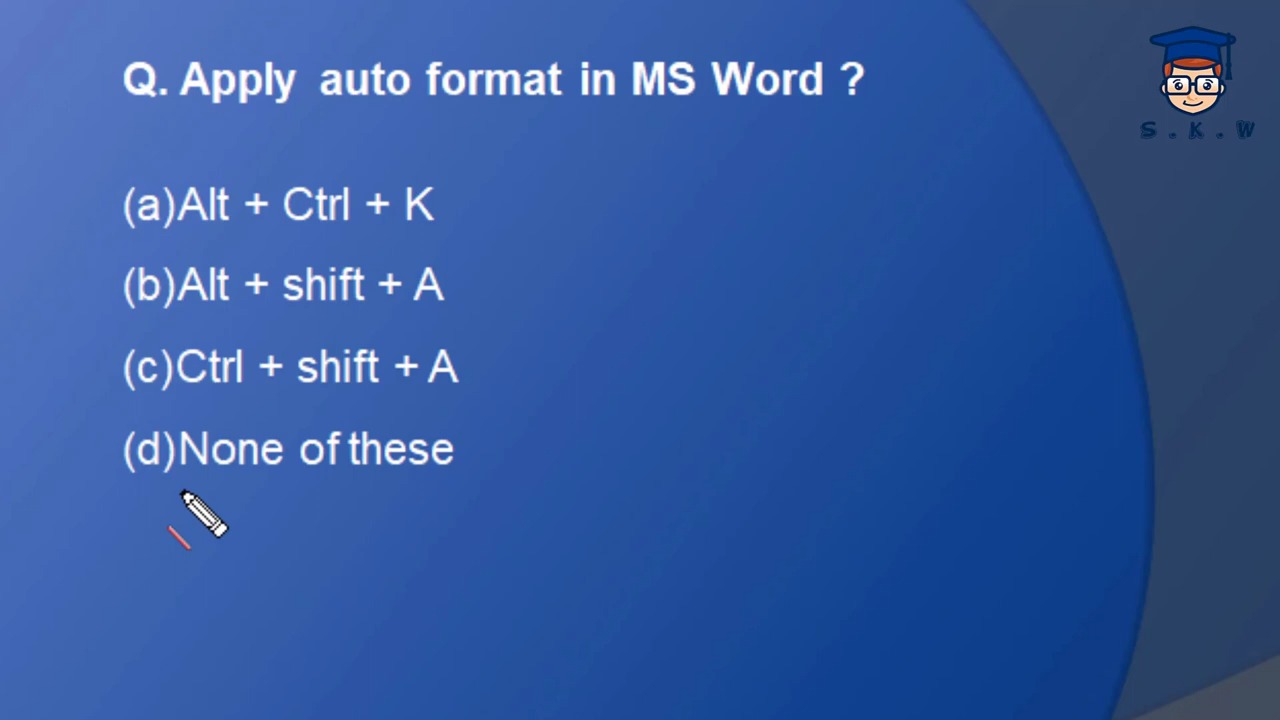 Q. Apply auto format in MS Word ?
S . K . W
(a)Alt + Ctrl + K
(b)Alt + shift + A
(c)Ctrl + shift + A
(d)None of these